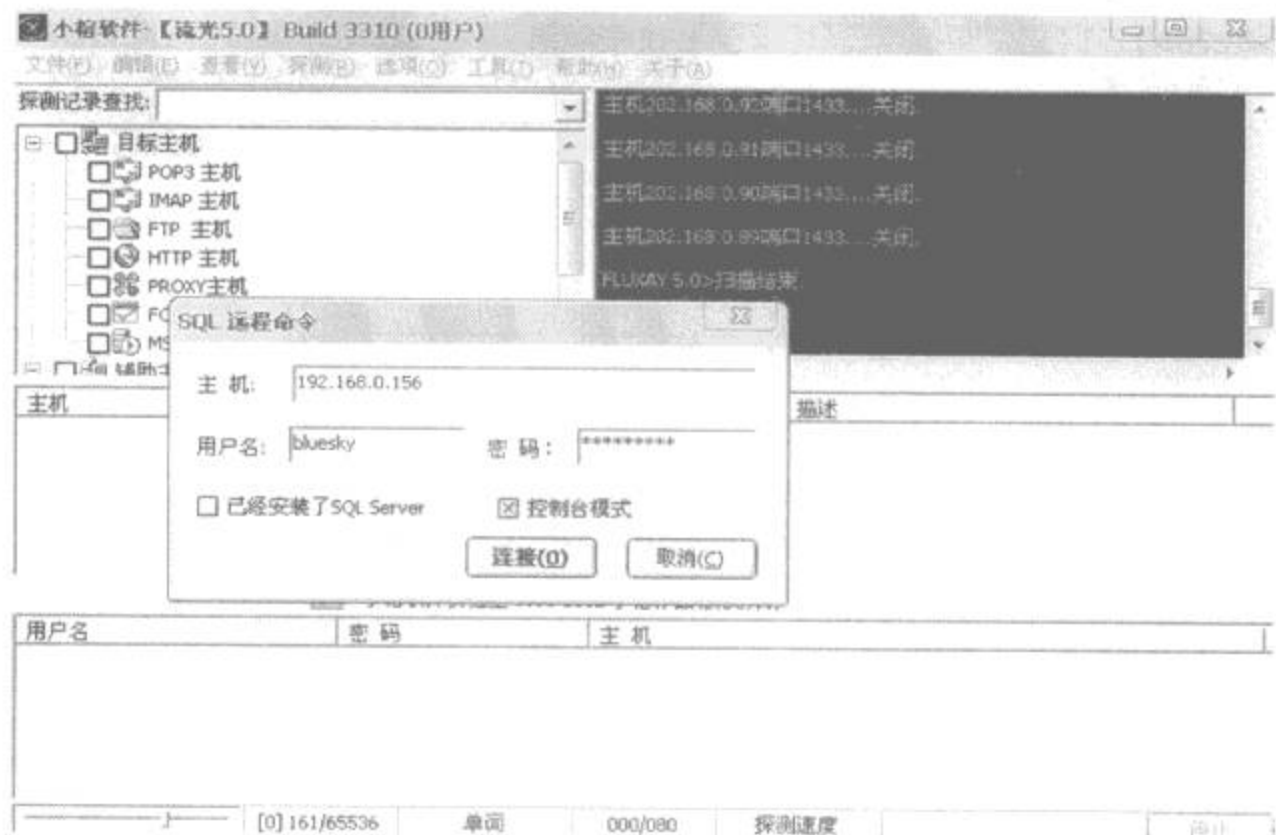 小榕软件-【流光5.0】 Build 3310 (0用户)
文件(F) 编辑(E) 查看(V) 探测(R) 选项(O) 工具(T) 帮助(H) 关于(A)
探测记录查找:
目标主机
POP3 主机
IMAP 主机
FTP 主机
HTTP 主机
PROXY主机
主机202.168.0.92端口1433....关闭.
主机202.168.0.91端口1433....关闭.
主机202.168.0.90端口1433....关闭.
主机202.168.0.89端口1433....关闭.
FLUXAY 5.0>扫描结束.
SQL 远程命令
主 机: 192.168.0.156
用户名: bluesky 密 码: *********
已经安装了SQL Server 控制台模式
连接(O) 取消(C)
主机 描述
用户名 密 码 主 机
[0] 161/65536 单词 000/080 探测速度